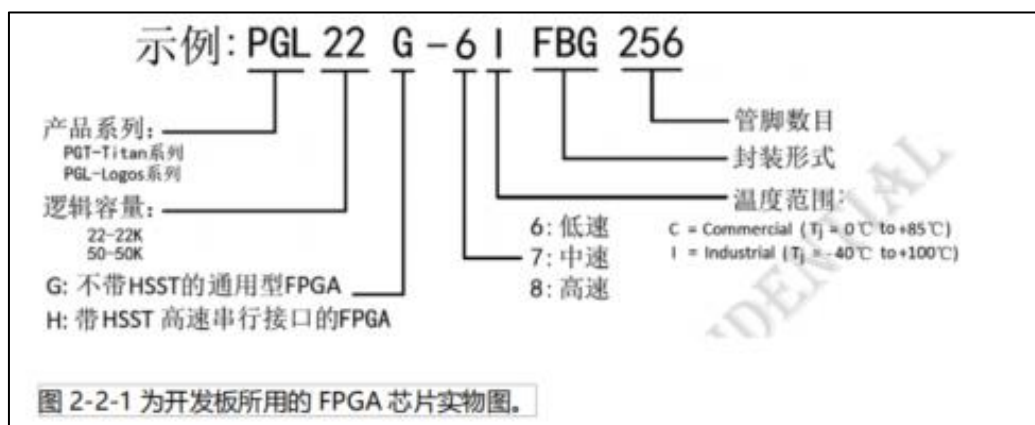 示例: PGL 22 G - 6 I FBG 256
产品系列:
PGT-Titan系列
PGL-Logos系列
逻辑容量:
22-22K
50-50K
G: 不带HSST的通用型FPGA
H: 带HSST 高速串行接口的FPGA
6: 低速
7: 中速
8: 高速
管脚数目
封装形式
温度范围:
C = Commercial (Tj = 0℃ to +85℃)
I = Industrial (Tj = -40℃ to +100℃)
IDENTIAL
图 2-2-1 为开发板所用的 FPGA 芯片实物图。